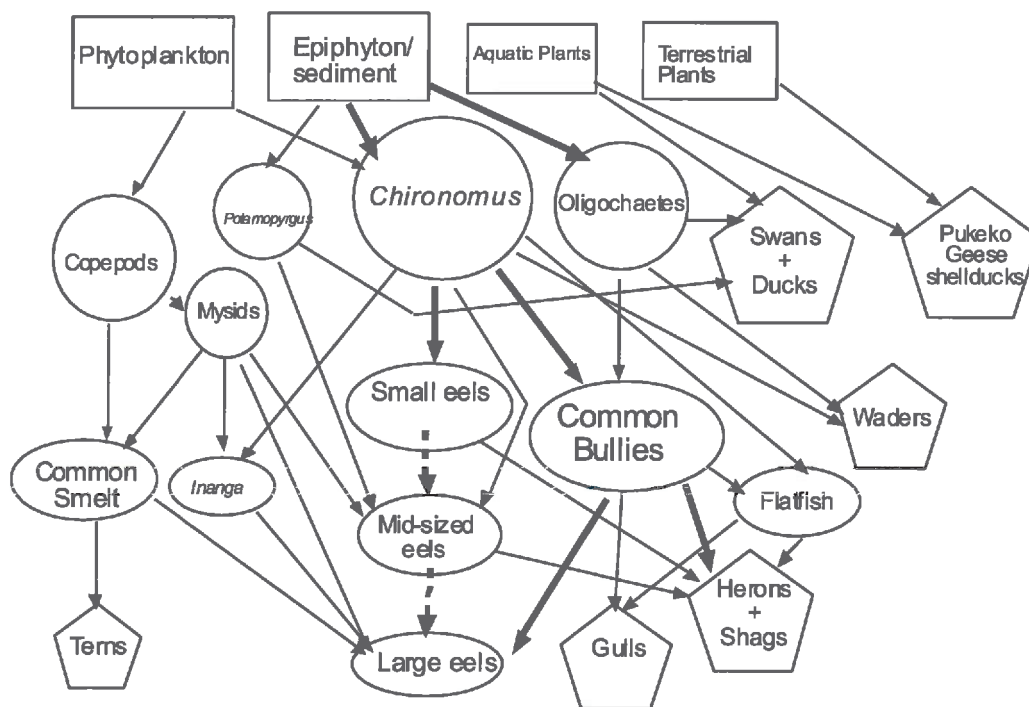 Phytoplankton
Epiphyton/
sediment
Aquatic Plants
Terrestrial
Plants
Copepods
Potamopyrgus
Chironomus
Oligochaetes
Swans
+
Ducks
Pukeko
Geese
shellducks
Mysids
Small eels
Common
Bullies
Waders
Common
Smelt
Inanga
Mid-sized
eels
Flatfish
Terns
Large eels
Gulls
Herons
+
Shags